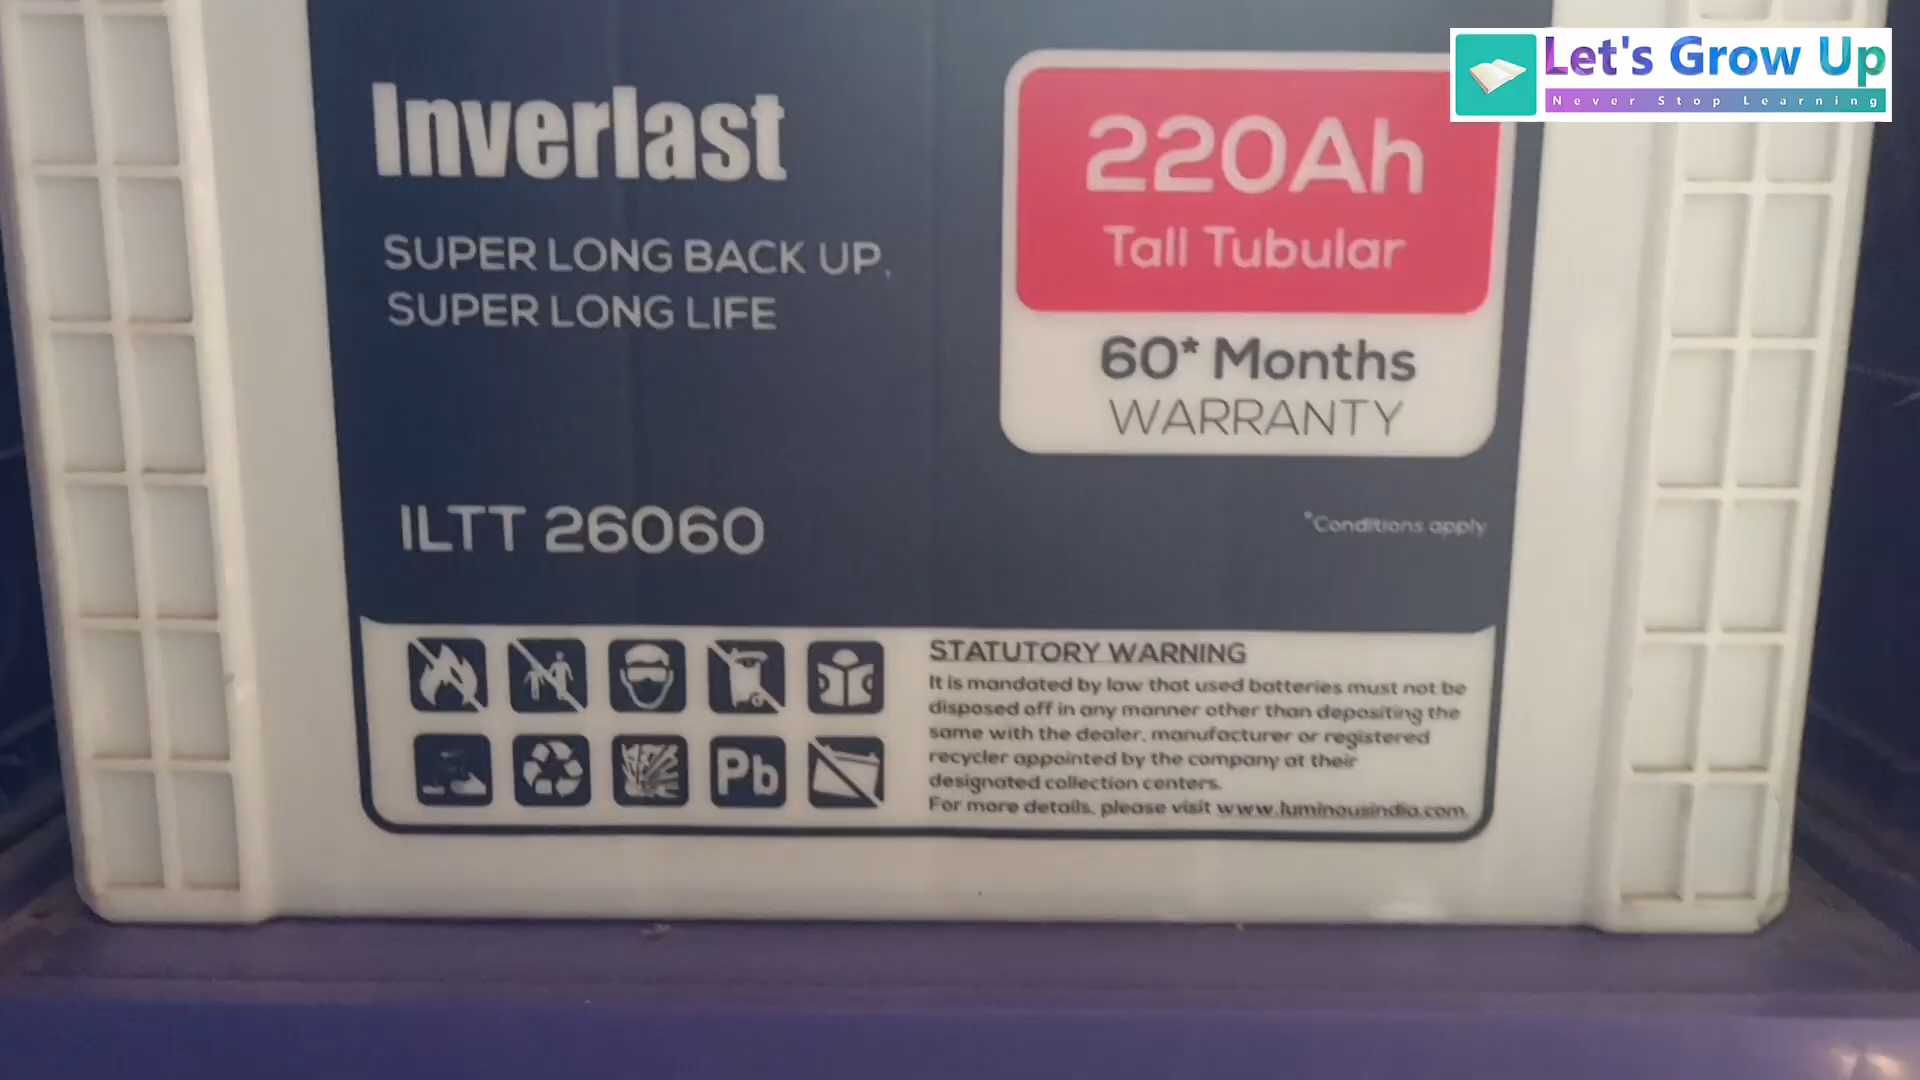 Let's Grow Up
Never Stop Learning
Inverlast
SUPER LONG BACK UP,
SUPER LONG LIFE
220Ah
Tall Tubular
60* Months
WARRANTY
ILTT 26060
*Conditions apply
Pb
STATUTORY WARNING
It is mandated by law that used batteries must not be
disposed off in any manner other than depositing the
same with the dealer, manufacturer or registered
recycler appointed by the company at their
designated collection centers.
For more details, please visit www.luminousindia.com.